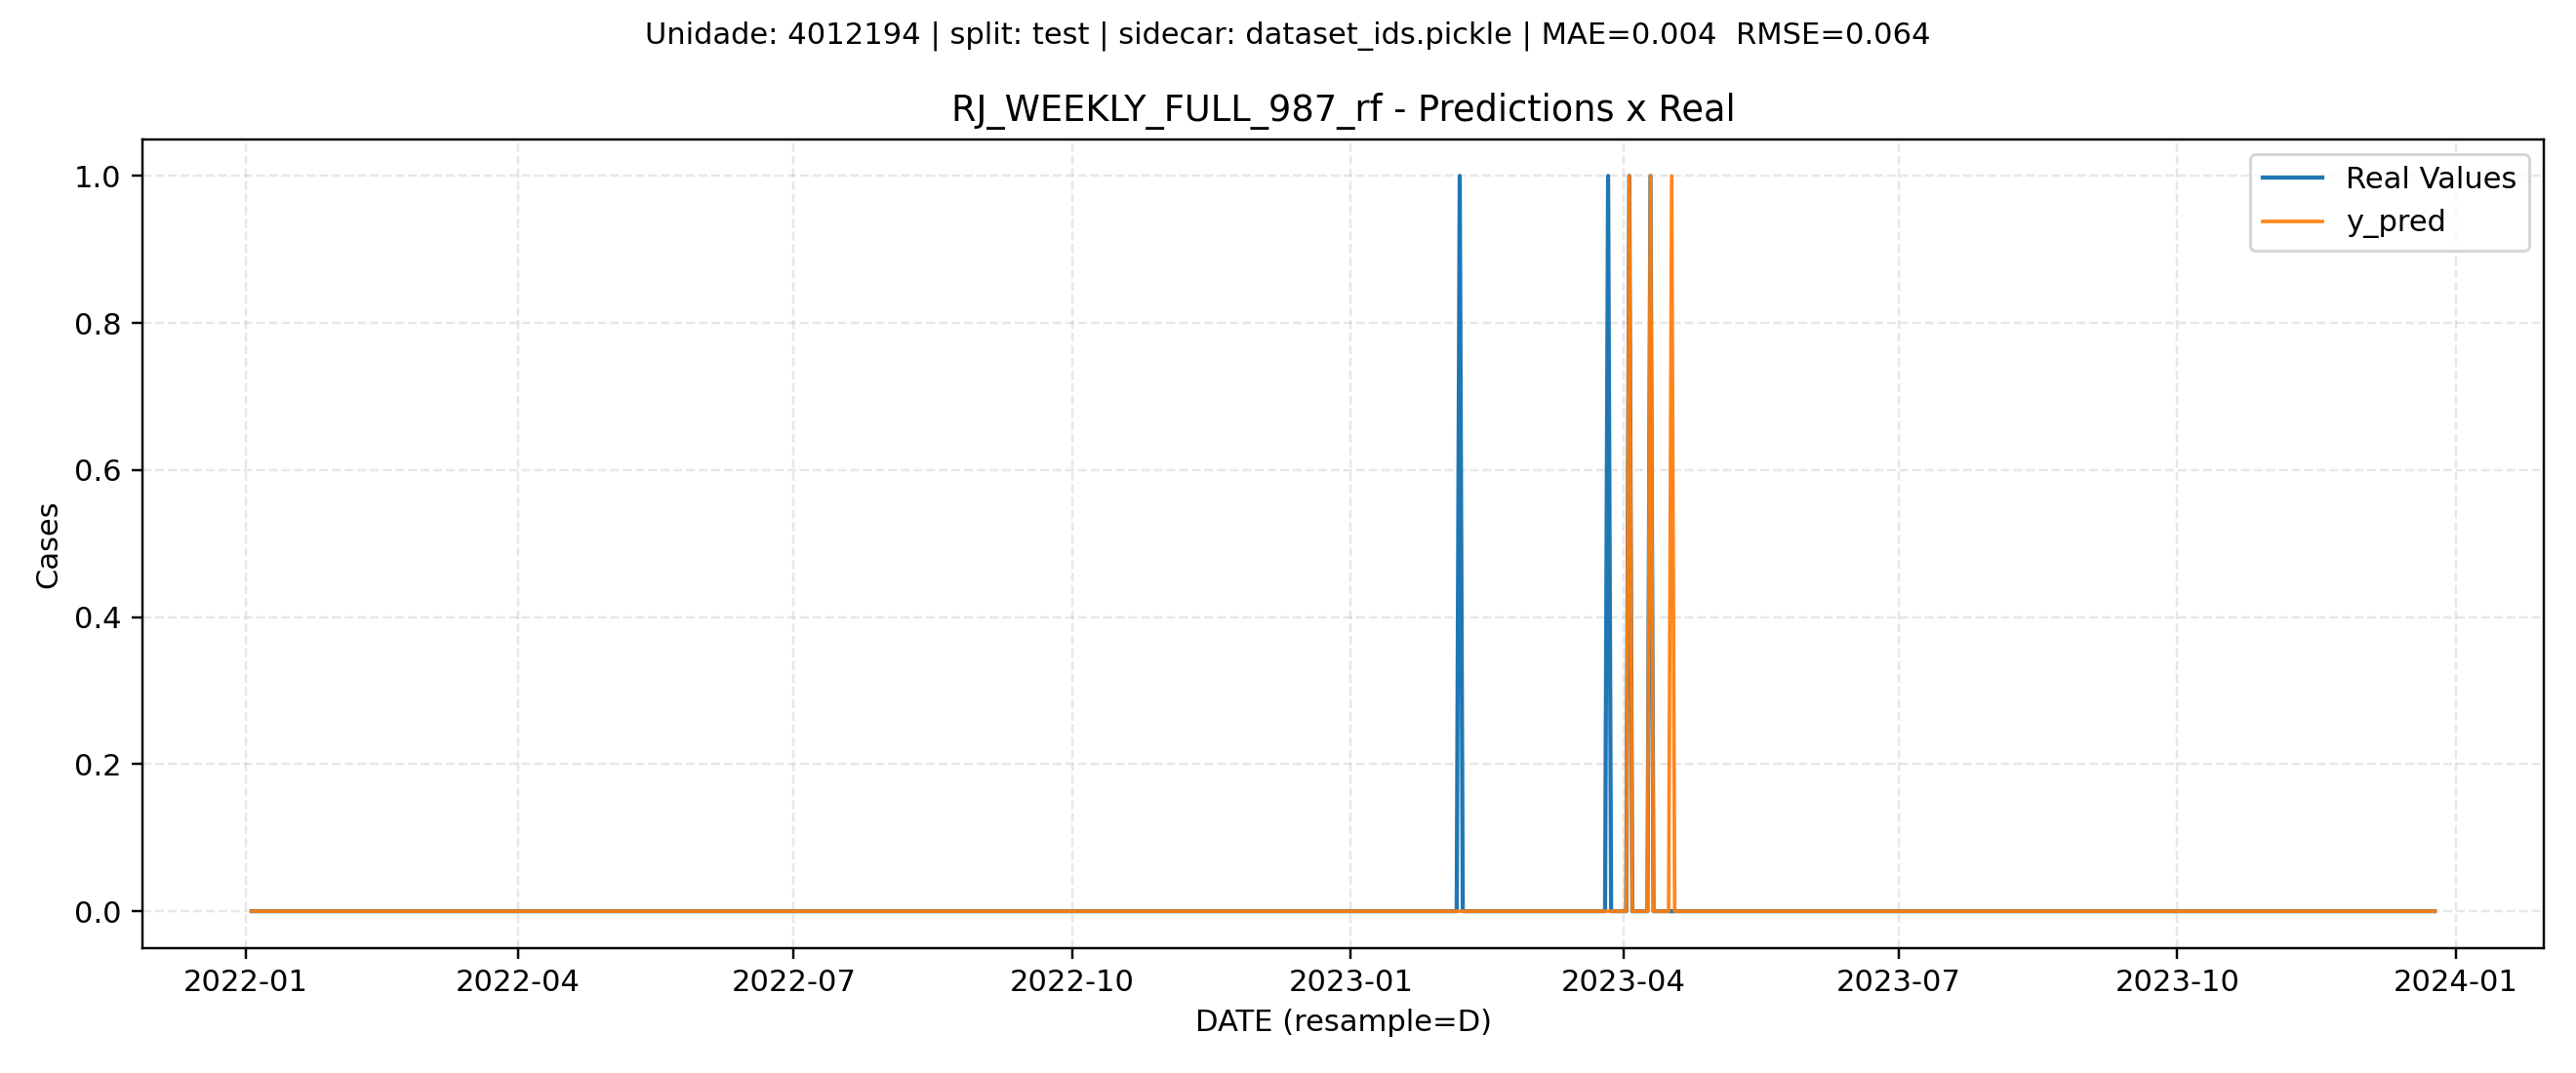 Unidade: 4012194 | split: test | sidecar: dataset_ids.pickle | MAE=0.004  RMSE=0.064
RJ_WEEKLY_FULL_987_rf - Predictions x Real
Real Values
y_pred
1.0
0.8
0.6
0.4
0.2
0.0
Cases
2022-01
2022-04
2022-07
2022-10
2023-01
2023-04
2023-07
2023-10
2024-01
DATE (resample=D)